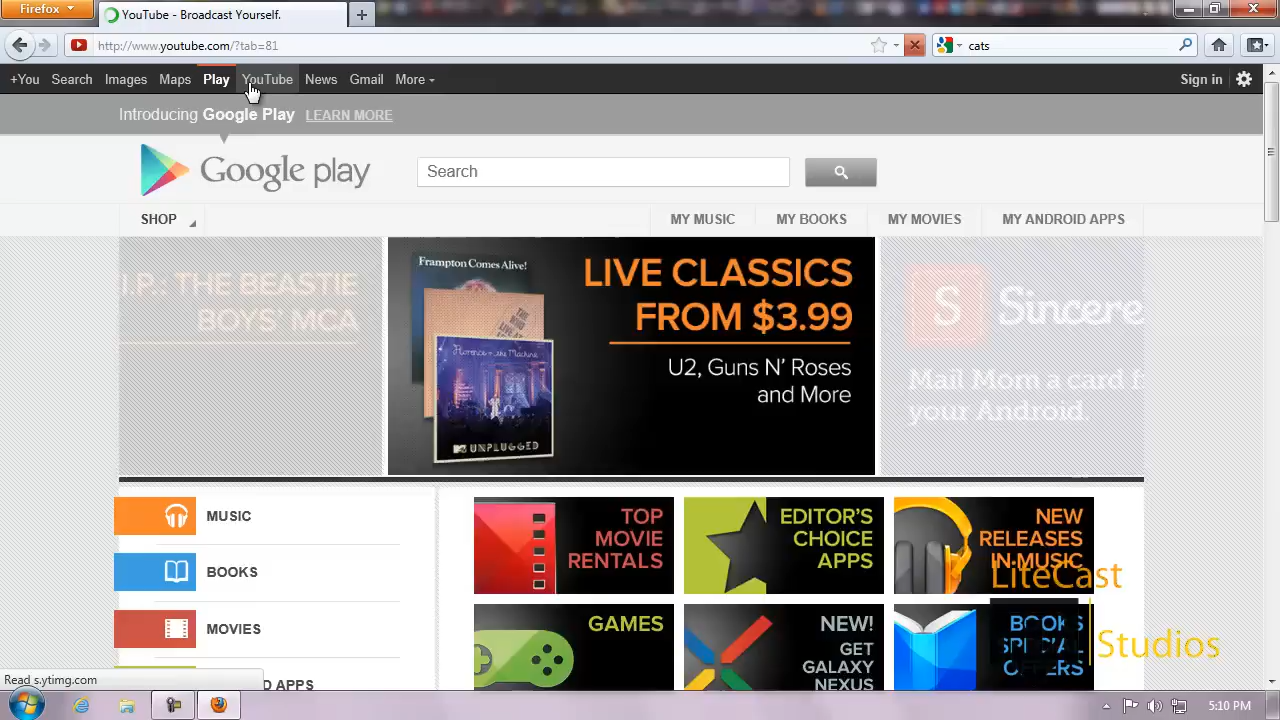 Firefox
YouTube - Broadcast Yourself.
http://www.youtube.com/?tab=81
cats
+You Search Images Maps Play YouTube News Gmail More
Sign in
Introducing Google Play LEARN MORE
Google play
Search
SHOP
MY MUSIC MY BOOKS MY MOVIES MY ANDROID APPS
I.P.: THE BEASTIE
BOYS' MCA
Frampton Comes Alive!
Florence + the Machine
MTV UNPLUGGED
LIVE CLASSICS
FROM $3.99
U2, Guns N' Roses
and More
S Sincere
Mail Mom a card f
your Android.
MUSIC
BOOKS
MOVIES
D APPS
TOP
MOVIE
RENTALS
EDITOR'S
CHOICE
APPS
NEW
RELEASES
IN MUSIC
GAMES
NEW!
GET
GALAXY
NEXUS
BOOKS
SPECIAL
OFFERS
LiteCast
Studios
Read s.ytimg.com
5:10 PM